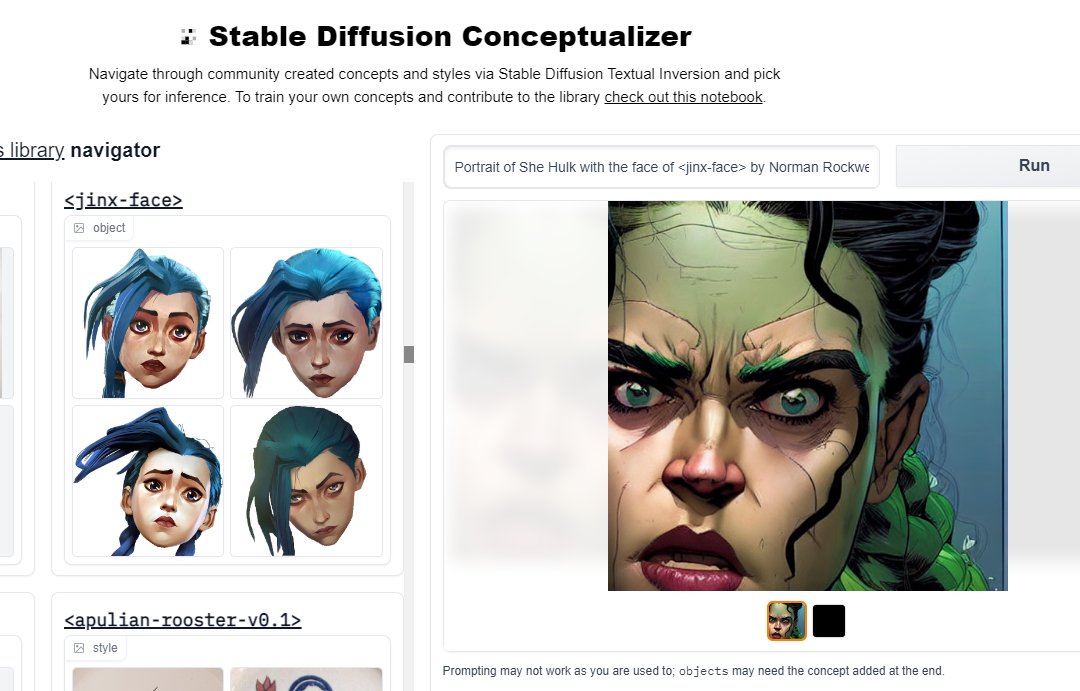 Stable Diffusion Conceptualizer
Navigate through community created concepts and styles via Stable Diffusion Textual Inversion and pick
yours for inference. To train your own concepts and contribute to the library check out this notebook.
s library navigator
<jinx-face>
object
<apulian-rooster-v0.1>
style
Portrait of She Hulk with the face of <jinx-face> by Norman Rockwe
Run
Prompting may not work as you are used to; objects may need the concept added at the end.